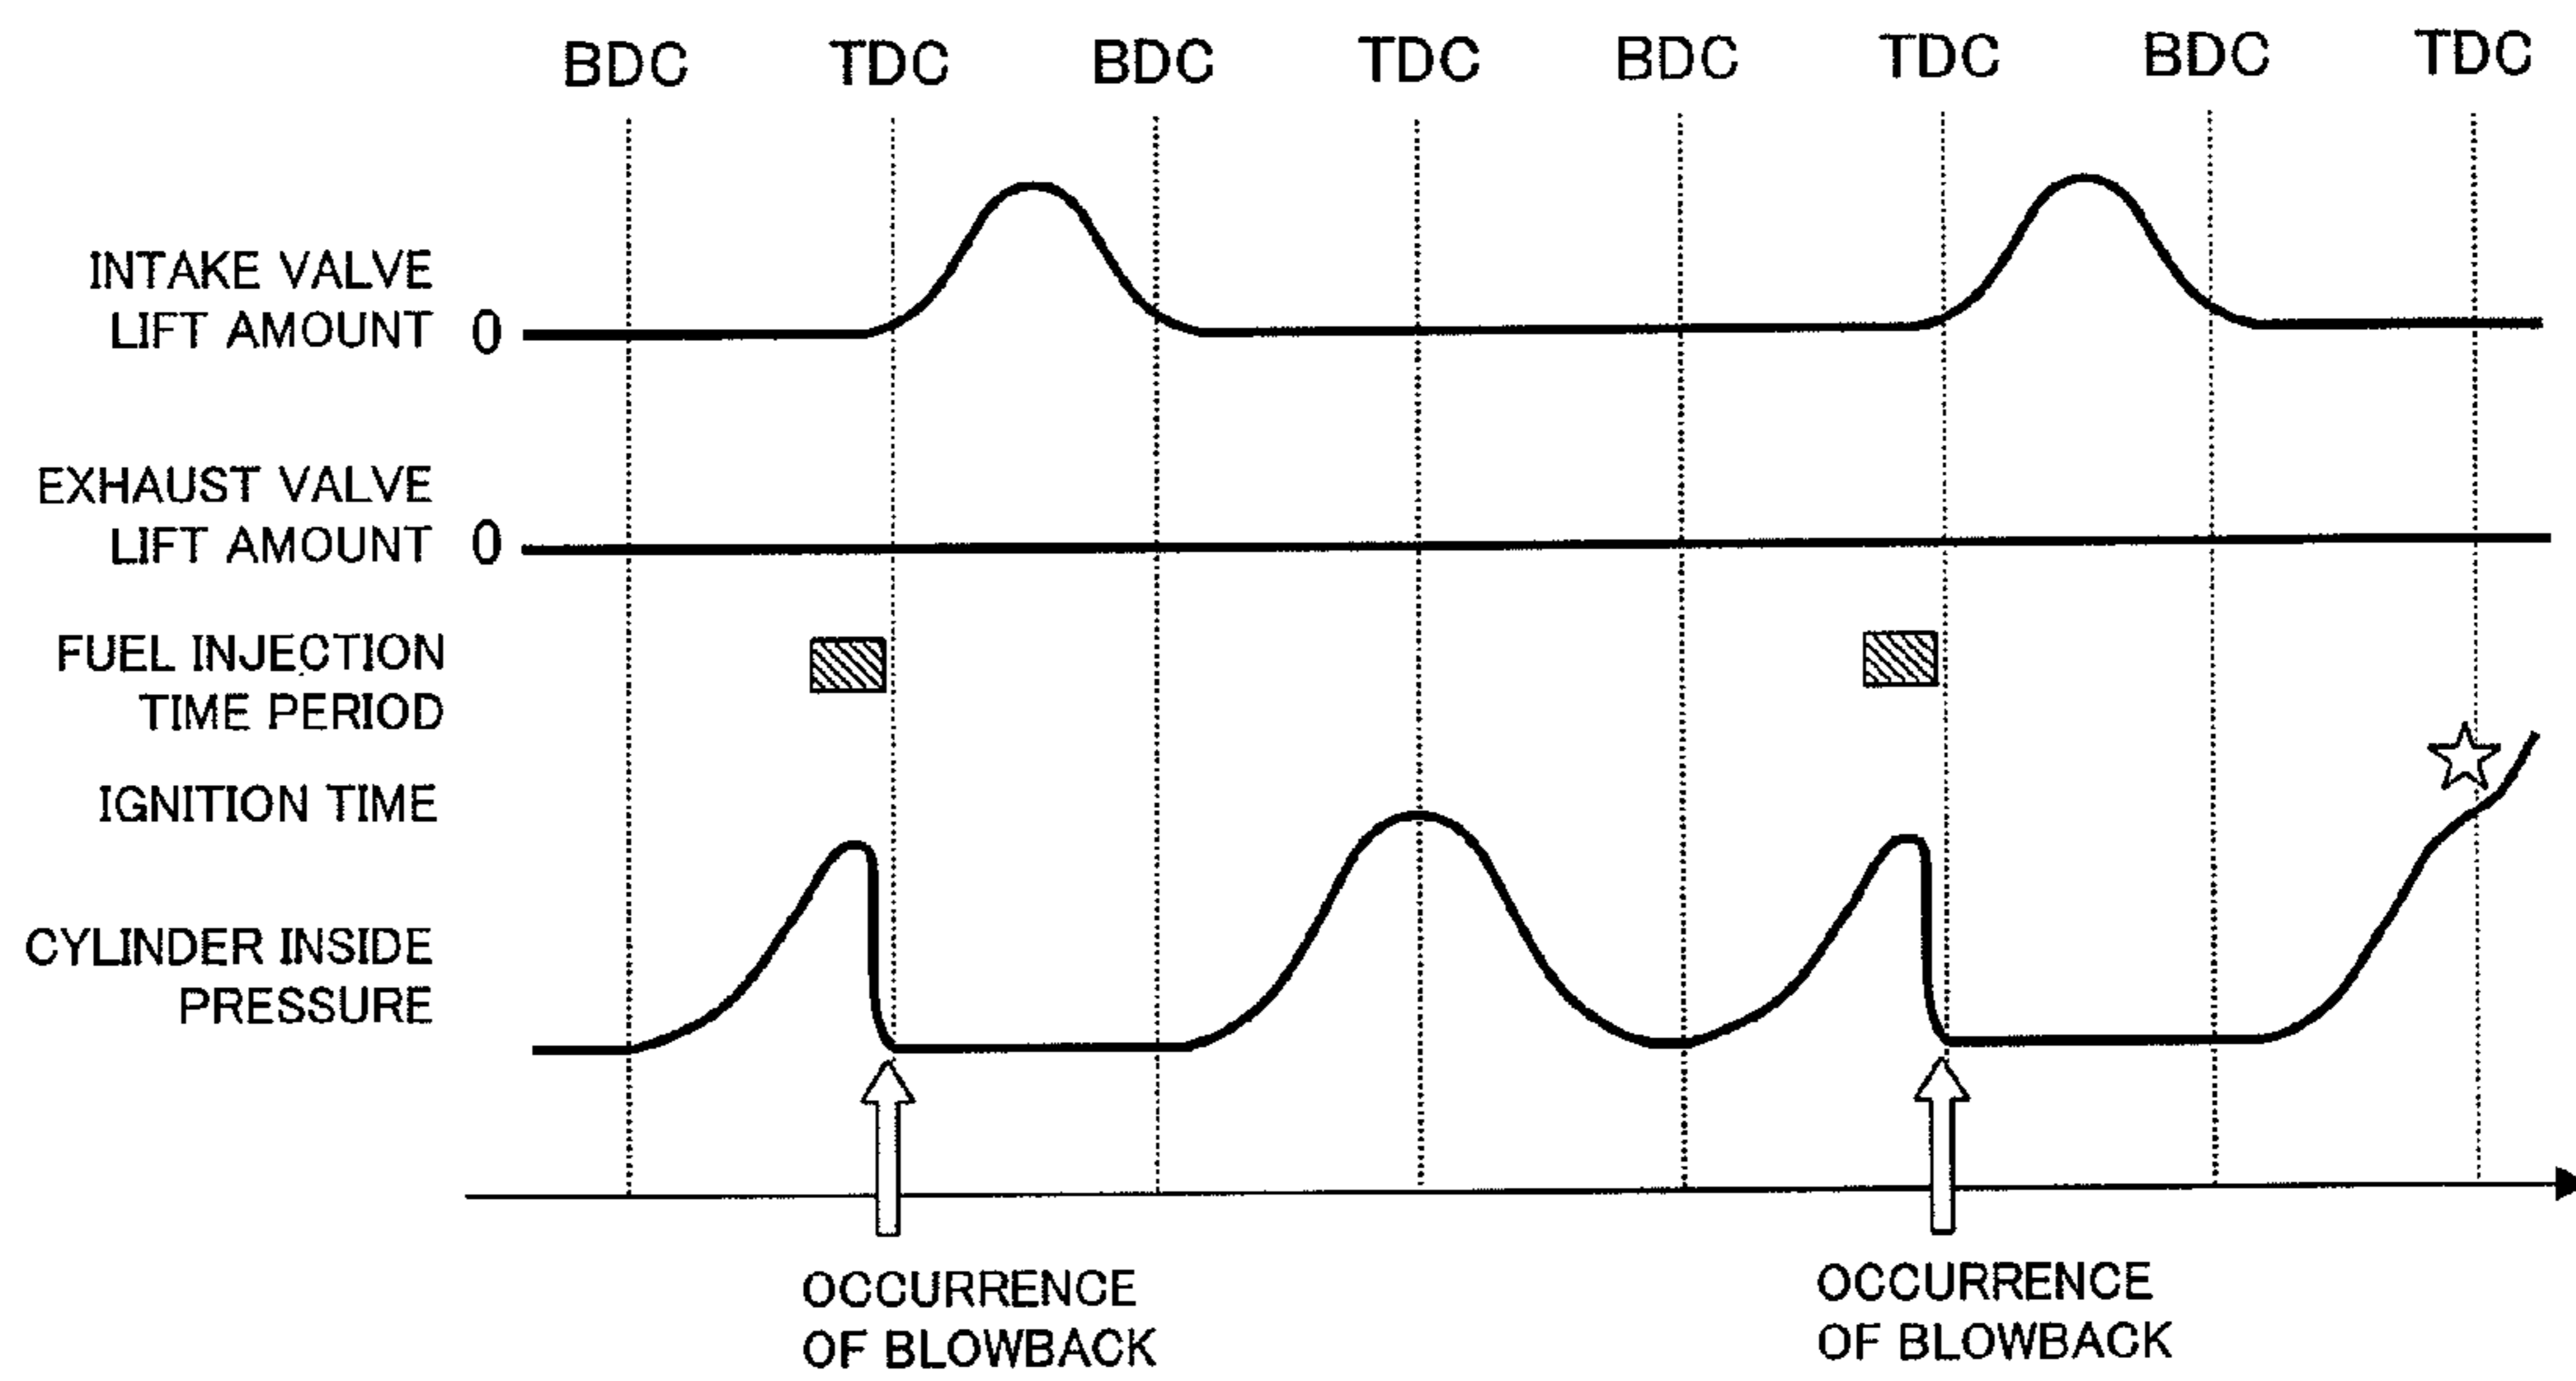 BDC TDC BDC TDC BDC TDC BDC TDC
INTAKE VALVE
LIFT AMOUNT 0
EXHAUST VALVE
LIFT AMOUNT 0
FUEL INJECTION
TIME PERIOD
IGNITION TIME
CYLINDER INSIDE
PRESSURE
OCCURRENCE
OF BLOWBACK
OCCURRENCE
OF BLOWBACK